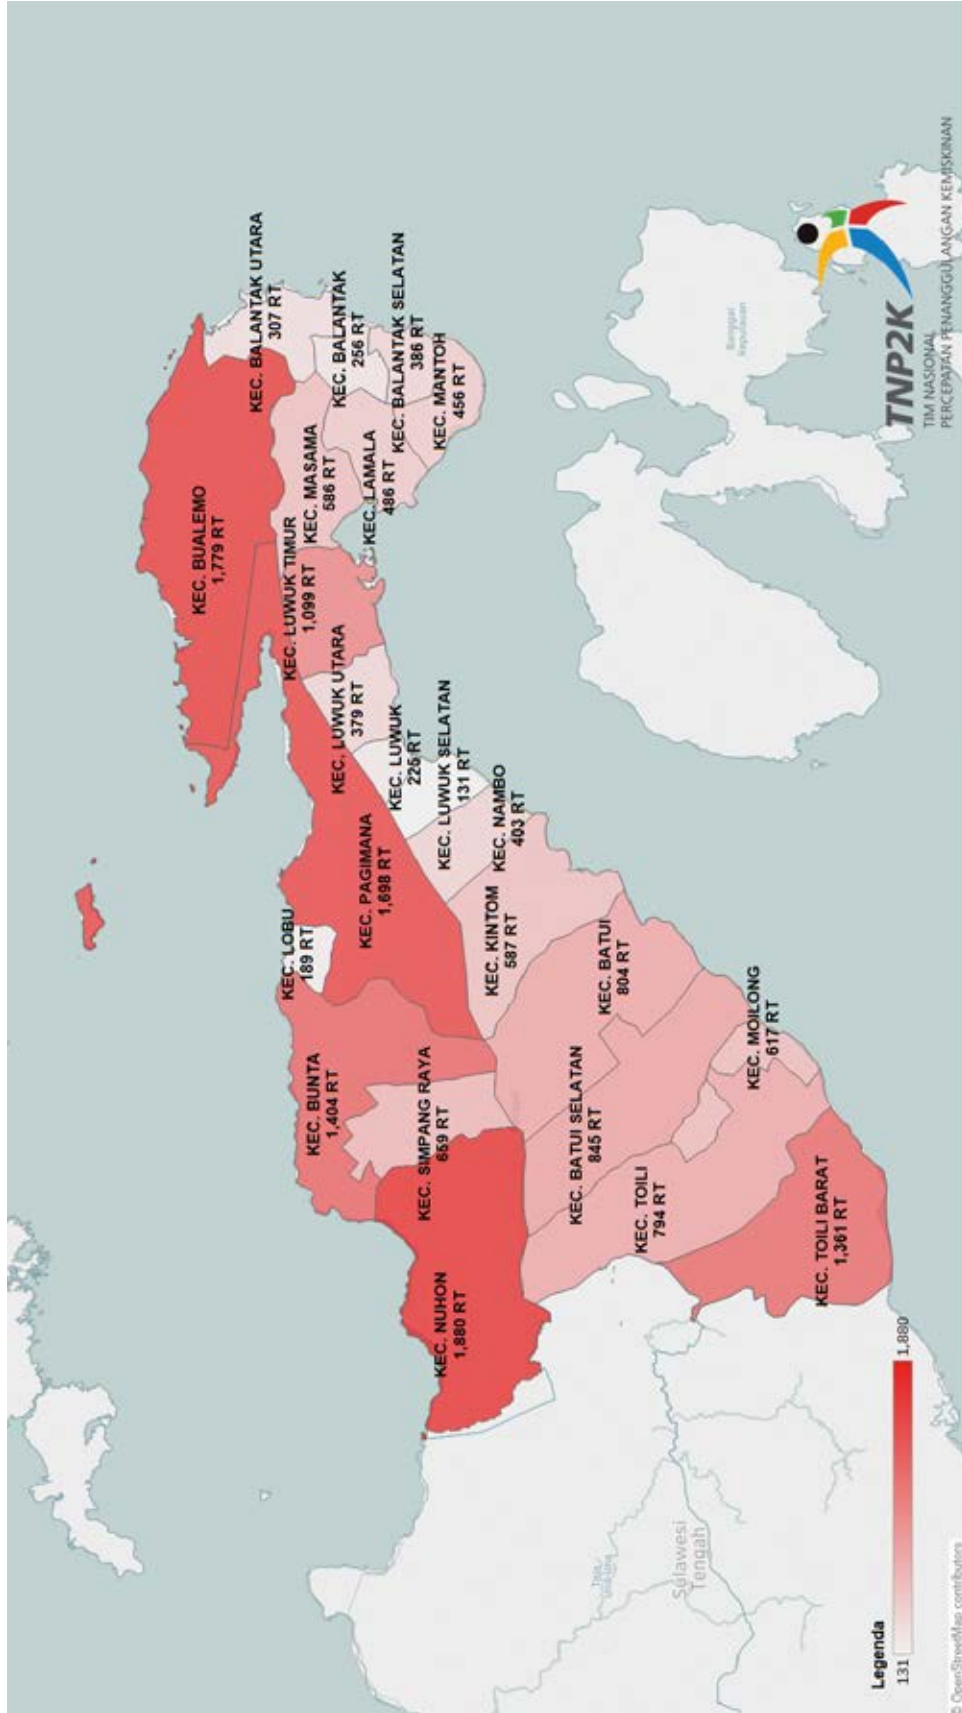 KEC. BALANTAK UTARA
307 RT
KEC. BALANTAK
256 RT
KEC. BALANTAK SELATAN
386 RT
KEC. MANTOH
456 RT
KEC. BUALEMO
1,779 RT
KEC. MASAMA
586 RT
KEC. LAMALA
486 RT
KEC. LUWUK TIMUR
1,099 RT
KEC. LUWUK UTARA
379 RT
KEC. LUWUK
RT
KEC. LUWUK SELATAN
131 RT
KEC. NAMBO
403 RT
KEC. PAGIMANA
1,698 RT
KEC. LOBU
189 RT
KEC. KINTOM
587 RT
KEC. BATUI
804 RT
KEC. MOILONG
617 RT
KEC. BUNTA
1,404 RT
KEC. SIMPANG RAYA
659 RT
KEC. BATUI SELATAN
845 RT
KEC. TOILI
794 RT
KEC. TOILI BARAT
1,361 RT
KEC. NUHON
1,880 RT
Banggai
Kepulauan
Sulawesi
Tengah
Legenda
131
1,880
TNP2K
TIM NASIONAL
PERCEPATAN PENANGGULANGAN KEMISKINAN
© OpenStreetMap contributors